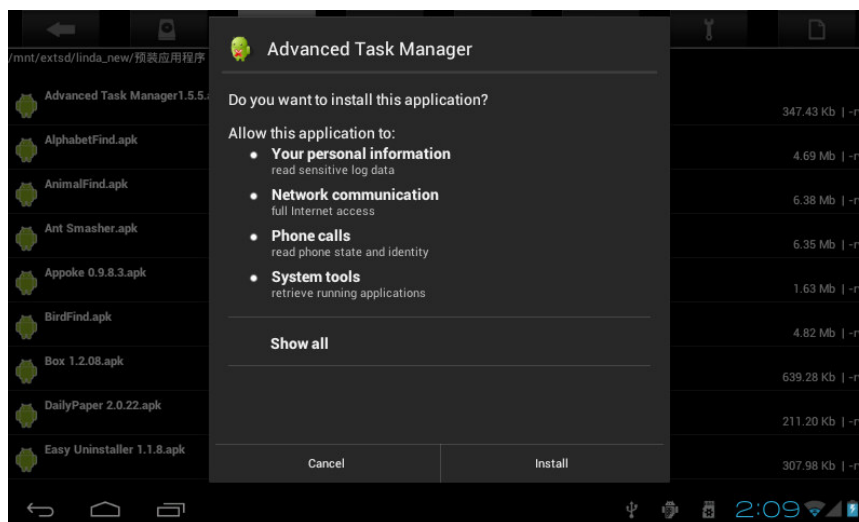 /mnt/extsd/linda_new/预装应用程序
Advanced Task Manager1.5.5.a
347.43 Kb | -r
AlphabetFind.apk
4.69 Mb | -r
AnimalFind.apk
6.38 Mb | -r
Ant Smasher.apk
6.35 Mb | -r
Appoke 0.9.8.3.apk
1.63 Mb | -r
BirdFind.apk
4.82 Mb | -r
Box 1.2.08.apk
639.28 Kb | -r
DailyPaper 2.0.22.apk
211.20 Kb | -r
Easy Uninstaller 1.1.8.apk
307.98 Kb | -r
Advanced Task Manager
Do you want to install this application?
Allow this application to:
• Your personal information
read sensitive log data
• Network communication
full Internet access
• Phone calls
read phone state and identity
• System tools
retrieve running applications
Show all
Cancel
Install
2:09